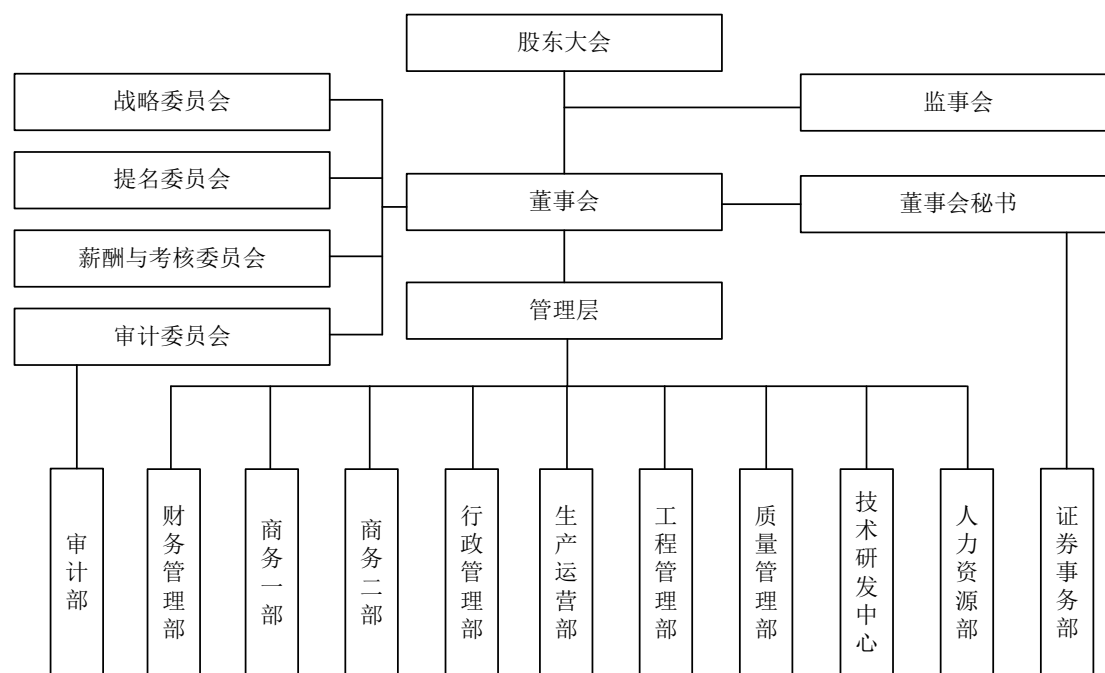 股东大会
战略委员会
监事会
提名委员会
董事会
董事会秘书
薪酬与考核委员会
管理层
审计委员会
审计部
财务管理部
商务一部
商务二部
行政管理部
生产运营部
工程管理部
质量管理部
技术研发中心
人力资源部
证券事务部